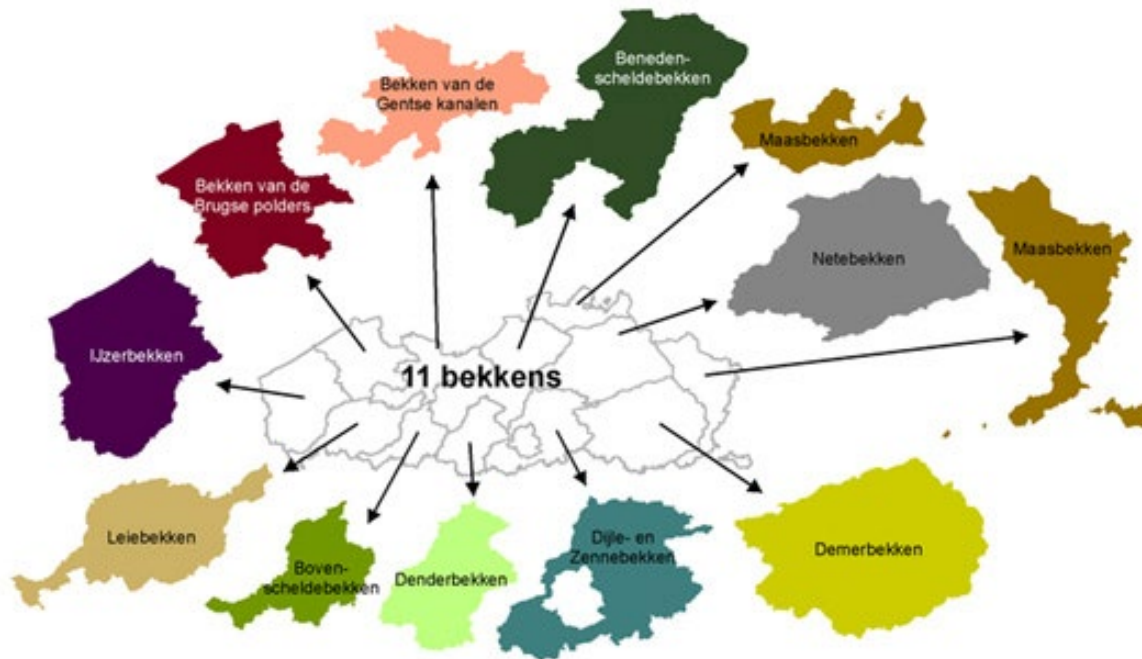 Beneden-
scheldebekken
Bekken van de
Gentse kanalen
Maasbekken
Bekken van de
Brugse polders
Netebekken
Maasbekken
IJzerbekken
11 bekkens
Leiebekken
Boven-
scheldebekken
Denderbekken
Dijle- en
Zennebekken
Demerbekken